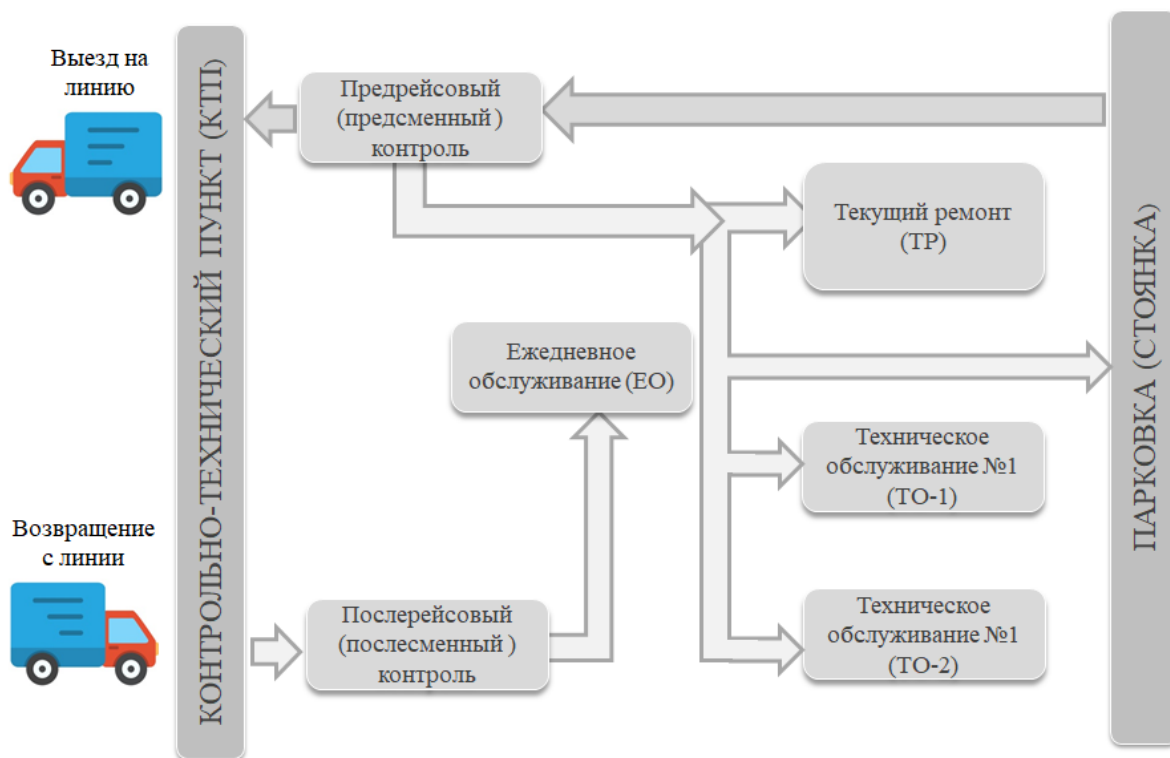 Выезд на
линию
КОНТРОЛЬНО-ТЕХНИЧЕСКИЙ ПУНКТ (КТП)
Предрейсовый
(предсменный )
контроль
Текущий ремонт
(ТР)
Ежедневное
обслуживание (ЕО)
Техническое
обслуживание №1
(ТО-1)
Возвращение
с линии
Послерейсовый
(послесменный )
контроль
Техническое
обслуживание №1
(ТО-2)
ПАРКОВКА (СТОЯНКА)